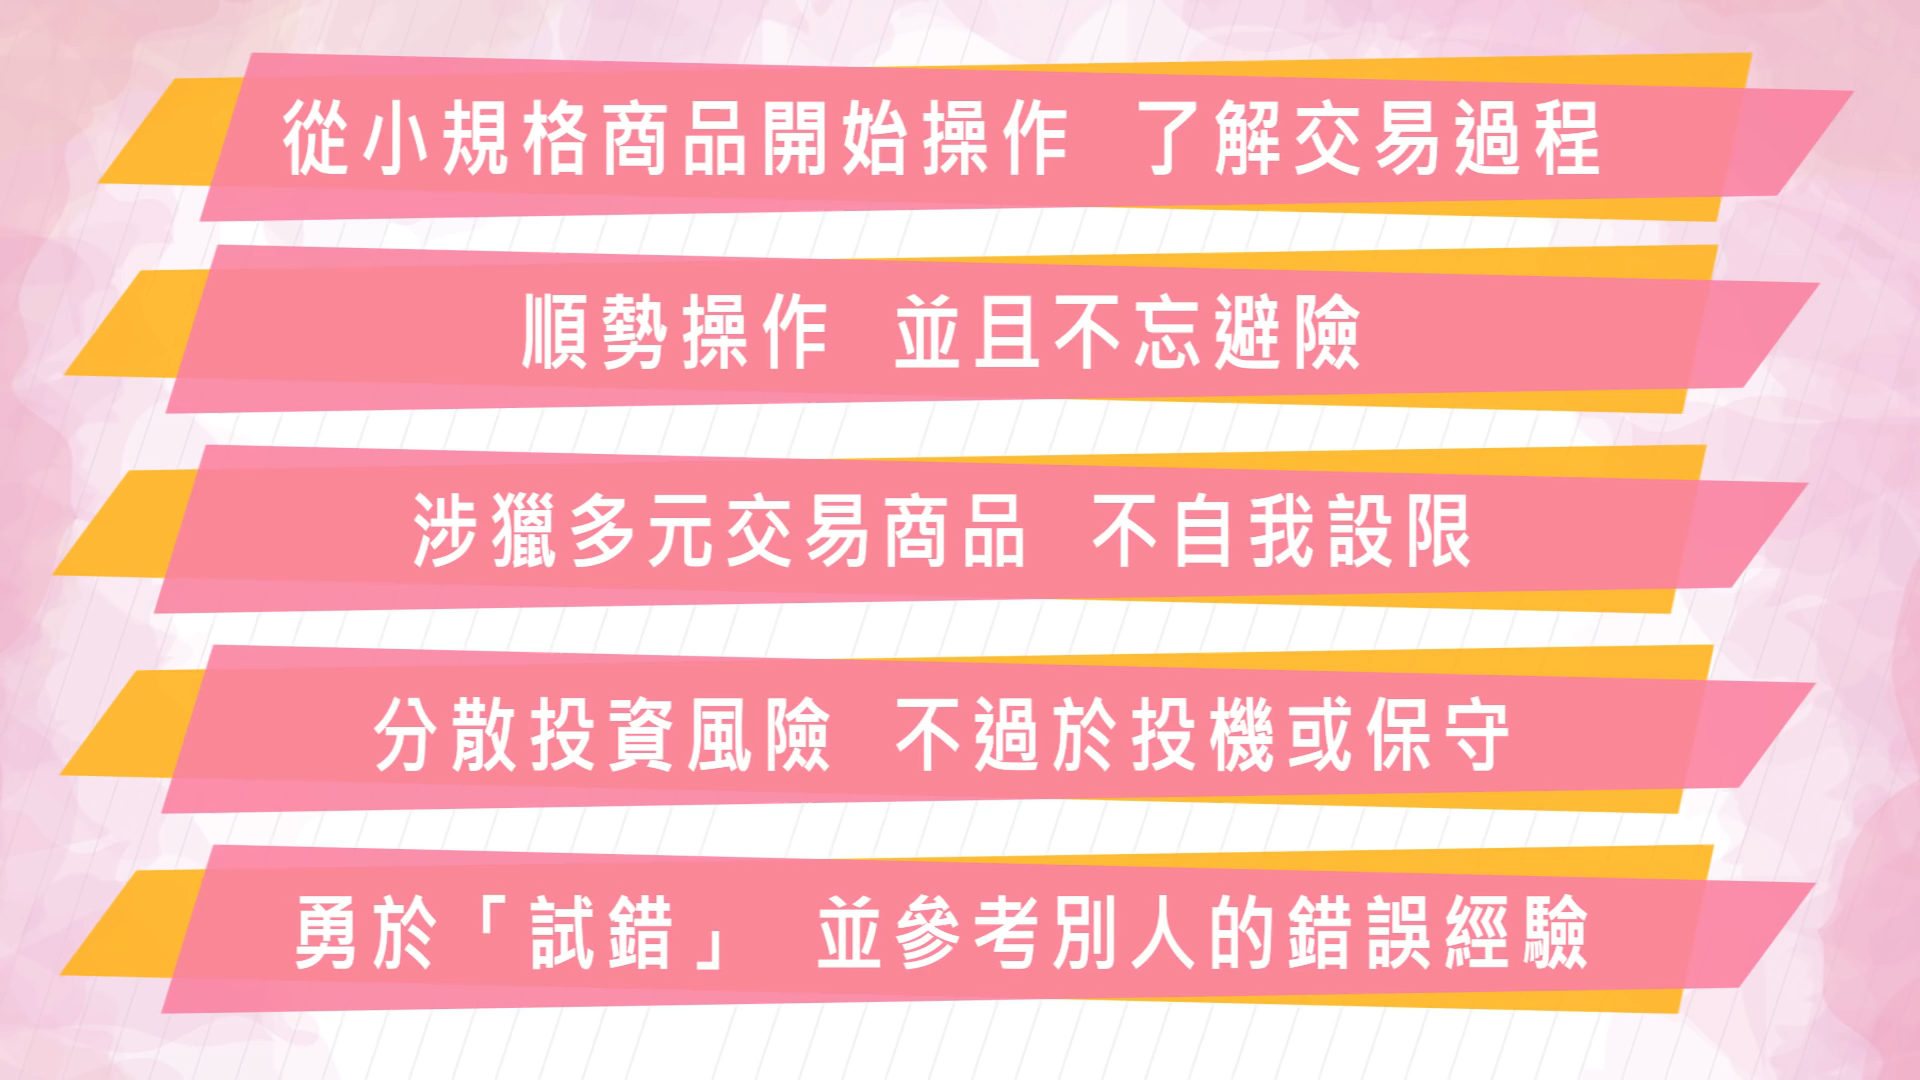 從小規格商品開始操作 了解交易過程
順勢操作 並且不忘避險
涉獵多元交易商品 不自我設限
分散投資風險 不過於投機或保守
勇於「試錯」 並參考別人的錯誤經驗